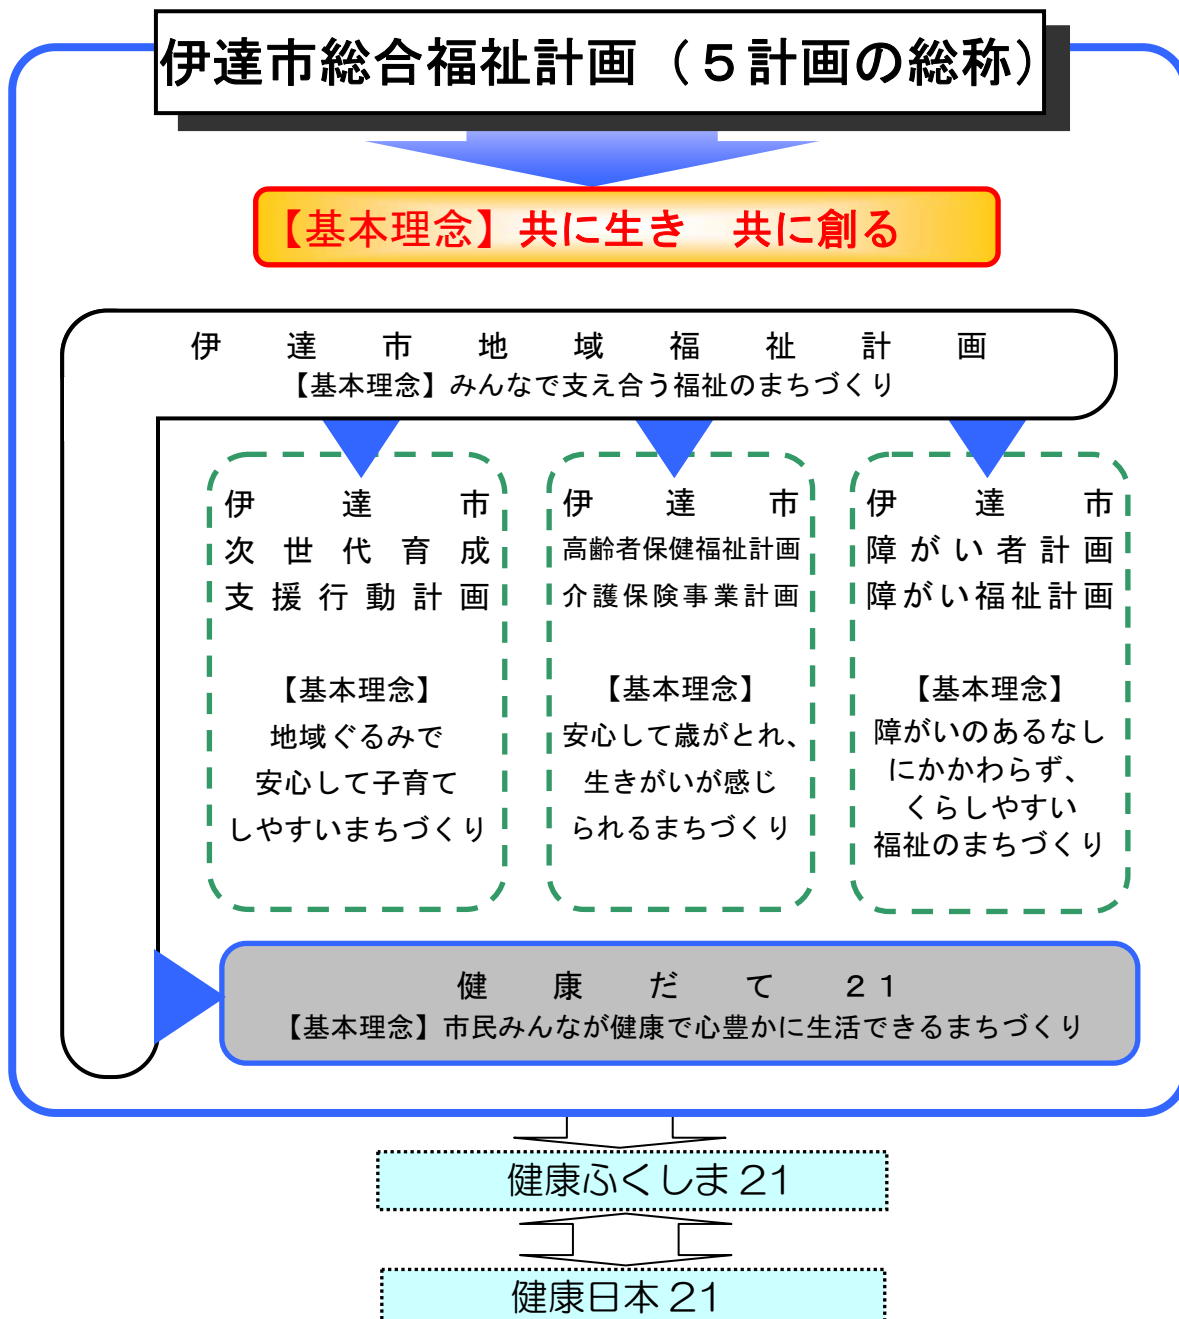 伊達市総合福祉計画（５計画の総称）
【基本理念】共に生き　共に創る
伊達市地域福祉計画
【基本理念】みんなで支え合う福祉のまちづくり
伊達市
次世代育成
支援行動計画
【基本理念】
地域ぐるみで
安心して子育て
しやすいまちづくり
伊達市
高齢者保健福祉計画
介護保険事業計画
【基本理念】
安心して歳がとれ、
生きがいが感じ
られるまちづくり
伊達市
障がい者計画
障がい福祉計画
【基本理念】
障がいのあるなし
にかかわらず、
くらしやすい
福祉のまちづくり
健康だて２１
【基本理念】市民みんなが健康で心豊かに生活できるまちづくり
健康ふくしま21
健康日本21